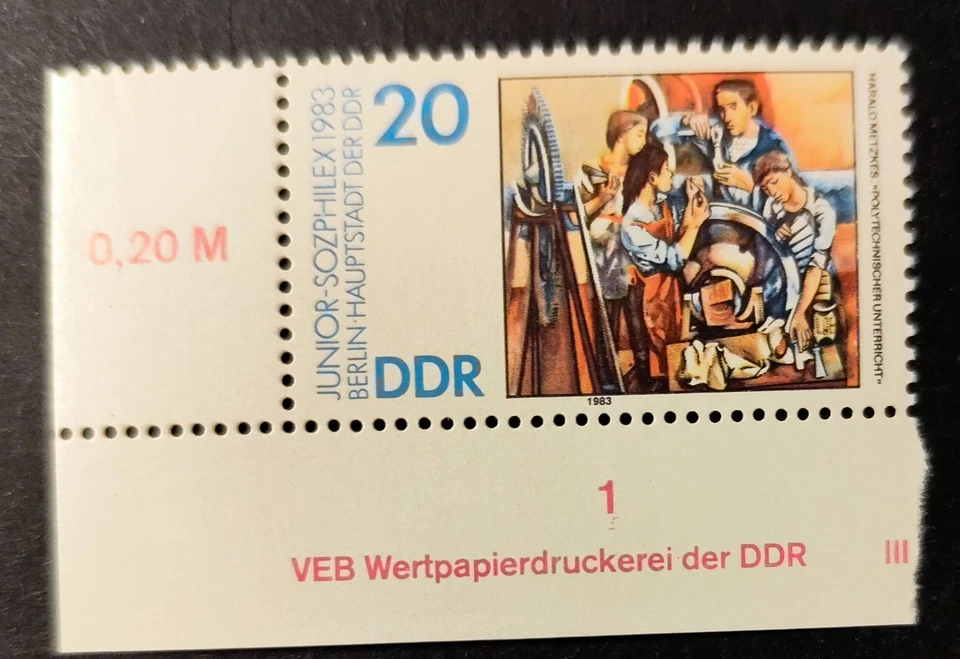 0,20 M
JUNIOR-SOZPHILEX 1983
BERLIN·HAUPTSTADT DER DDR
20
DDR
HARALD METZKES: »POLYTECHNISCHER UNTERRICHT«
1983
1
VEB Wertpapierdruckerei der DDR
III